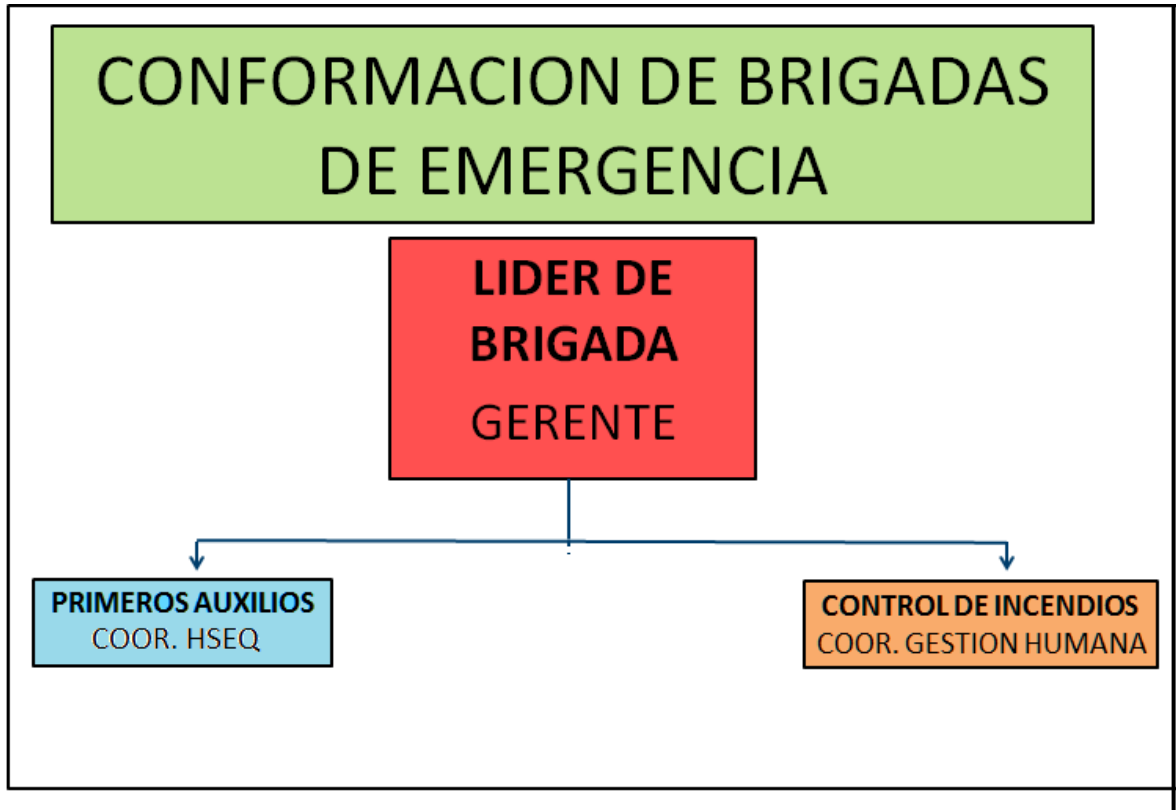 CONFORMACION DE BRIGADAS
DE EMERGENCIA
LIDER DE
BRIGADA
GERENTE
PRIMEROS AUXILIOS
COOR. HSEQ
CONTROL DE INCENDIOS
COOR. GESTION HUMANA